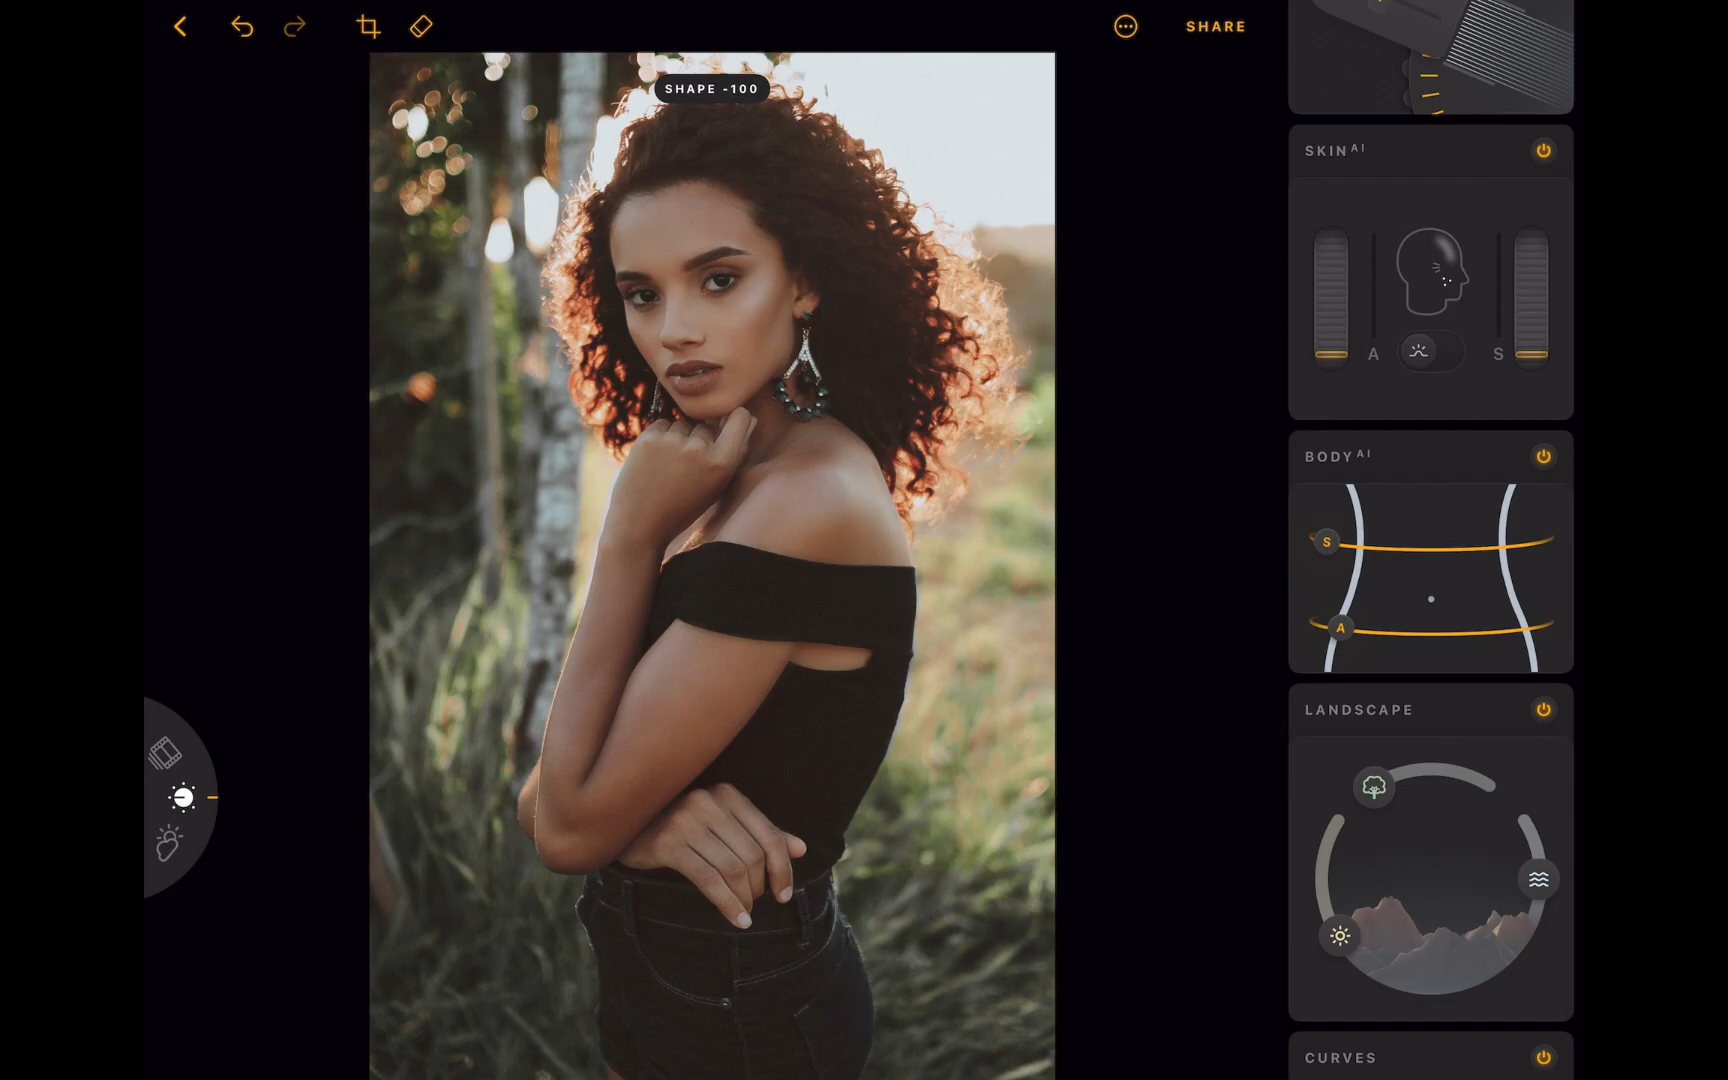 SHARE
SHAPE -100
SKIN AI
A
S
BODY AI
S
A
LANDSCAPE
CURVES